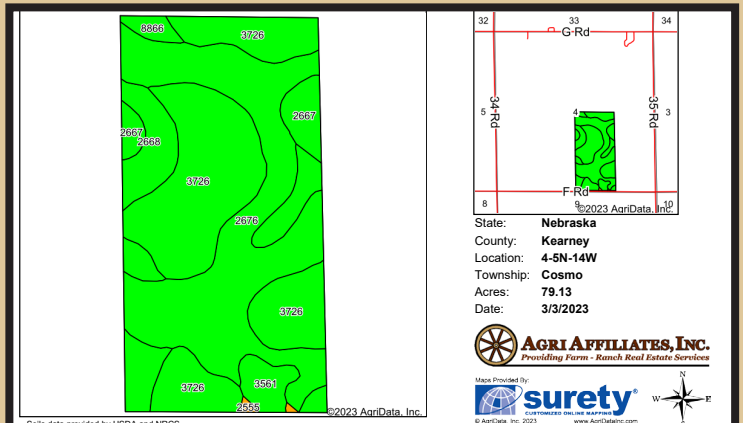 8866
3726
2667
2667
2668
3726
2676
3726
3726
3561
2555
©2023 AgriData, Inc.
32 33 34
G Rd
34 Rd
35 Rd
5 4 3
F Rd
8 9 10
©2023 AgriData, Inc.
State: Nebraska
County: Kearney
Location: 4-5N-14W
Township: Cosmo
Acres: 79.13
Date: 3/3/2023
AGRI AFFILIATES, INC.
Providing Farm - Ranch Real Estate Services
Maps Provided By:
surety®
CUSTOMIZED ONLINE MAPPING
© AgriData, Inc. 2023 www.AgriDataInc.com
N
W E
S
Soils data provided by USDA and NRCS.